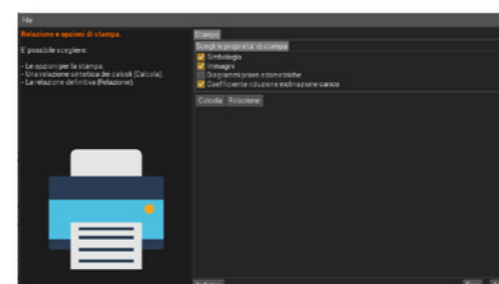 File
Relazione e opzioni di stampa.
E' possibile scegliere:
- Le opzioni per la stampa.
- Una relazione sintetica dei calcoli (Calcola).
- La relazione definitiva (Relazione).
Stampa
Scegli le proprieta' di stampa
Simbologia
Immagini
Diagrammi prove edometriche
Coefficiente riduzione inclinazione carico
Calcola Relazione